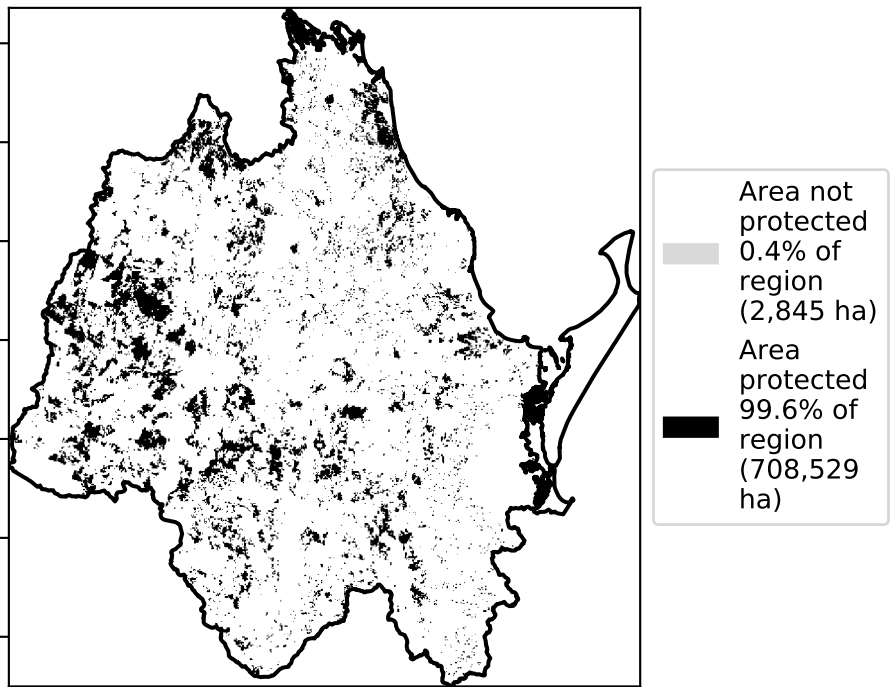 Area not
protected
0.4% of
region
(2,845 ha)
Area
protected
99.6% of
region
(708,529
ha)